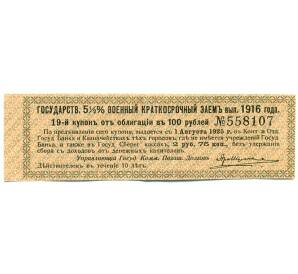 ГОСУДАРСТВ. 5½% ВОЕННЫЙ КРАТКОСРОЧНЫЙ ЗАЕМЪ вып. 1916 года.
19-й купонъ отъ облигаціи въ 100 рублей №558107
По предъявленіи сего купона, выдается съ 1 Августа 1925 г., въ Конт. и Отд.
Госуд. Банка и Казначействахъ тѣхъ городовъ, гдѣ не имѣется учрежденій Госуд.
Банка, а также въ Госуд. Сберег. кассахъ, 2 руб. 75 коп., безъ удержанія
сбора съ доходовъ отъ денежныхъ капиталовъ.
Управляющій Госуд. Комм. Погаш. Долговъ
Дѣйствителенъ въ теченіе 10 лѣтъ.